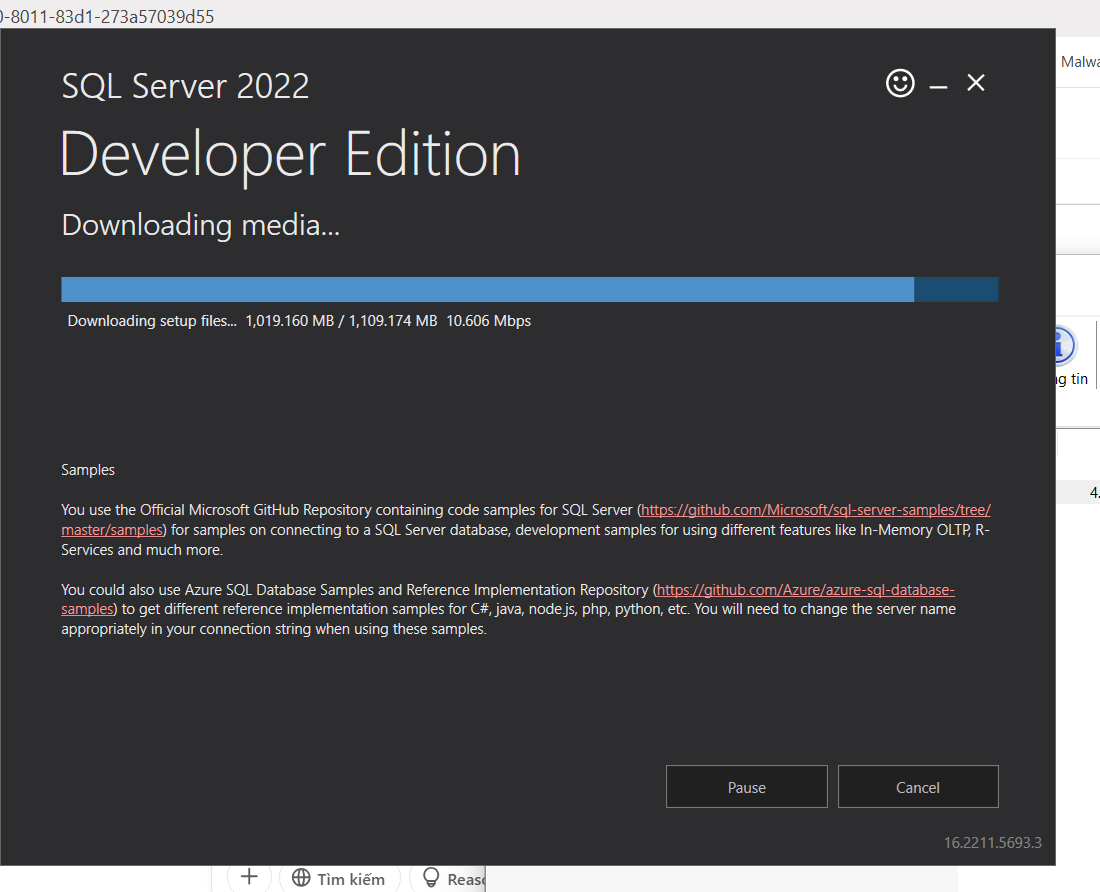 0-8011-83d1-273a57039d55
SQL Server 2022
Malwa
Developer Edition
Downloading media...
Downloading setup files... 1,019.160 MB / 1,109.174 MB 10.606 Mbps
g tin
Samples
4.
You use the Official Microsoft GitHub Repository containing code samples for SQL Server (https://github.com/Microsoft/sql-server-samples/tree/
master/samples) for samples on connecting to a SQL Server database, development samples for using different features like In-Memory OLTP, R-
Services and much more.
You could also use Azure SQL Database Samples and Reference Implementation Repository (https://github.com/Azure/azure-sql-database-
samples) to get different reference implementation samples for C#, java, node.js, php, python, etc. You will need to change the server name
appropriately in your connection string when using these samples.
Pause
Cancel
16.2211.5693.3
Tìm kiếm
Reas